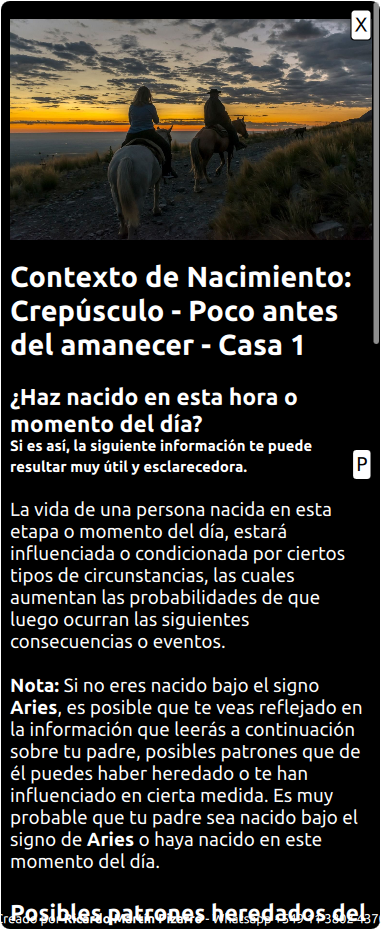 X
Contexto de Nacimiento:
Crepúsculo - Poco antes
del amanecer - Casa 1
¿Haz nacido en esta hora o
momento del día?
Si es así, la siguiente información te puede
resultar muy útil y esclarecedora.
P
La vida de una persona nacida en esta
etapa o momento del día, estará
influenciada o condicionada por ciertos
tipos de circunstancias, las cuales
aumentan las probabilidades de que
luego ocurran las siguientes
consecuencias o eventos.
Nota: Si no eres nacido bajo el signo
Aries, es posible que te veas reflejado en
la información que leerás a continuación
sobre tu padre, posibles patrones que de
él puedes haber heredado o te han
influenciado en cierta medida. Es muy
probable que tu padre sea nacido bajo el
signo de Aries o haya nacido en este
momento del día.
Posibles patrones heredados del
reado por Ricardo Martin Pizarro - Whatsapp +549 11 3802 437